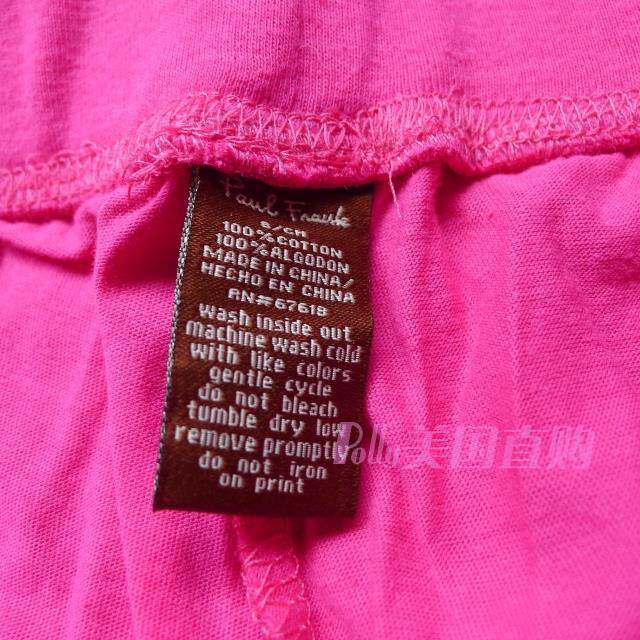 Paul Frank
S/CH
100%COTTON
100%ALGODON
MADE IN CHINA/
HECHO EN CHINA
RN#67618
wash inside out
machine wash cold
with like colors
gentle cycle
do not bleach
tumble dry low
remove promptly
do not iron
on print
Polly美国直购